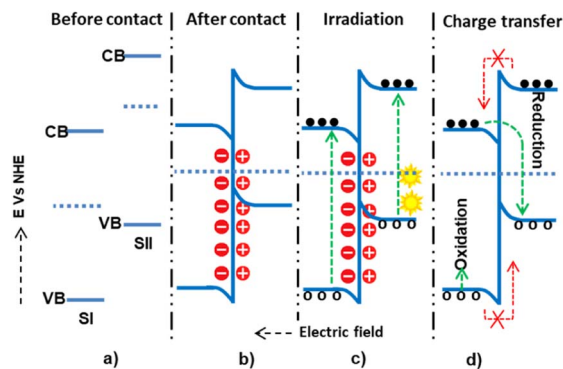 Before contact
After contact
Irradiation
Charge transfer
CB
CB
VB
SII
VB
SI
E Vs NHE
Reduction
Oxidation
Electric field
a)
b)
c)
d)